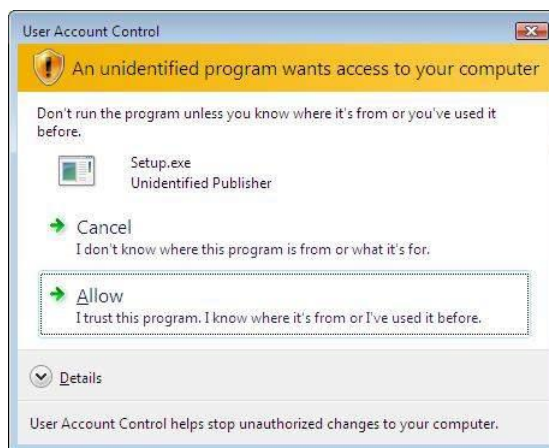 User Account Control
An unidentified program wants access to your computer
Don't run the program unless you know where it's from or you've used it
before.
Setup.exe
Unidentified Publisher
Cancel
I don't know where this program is from or what it's for.
Allow
I trust this program. I know where it's from or I've used it before.
Details
User Account Control helps stop unauthorized changes to your computer.